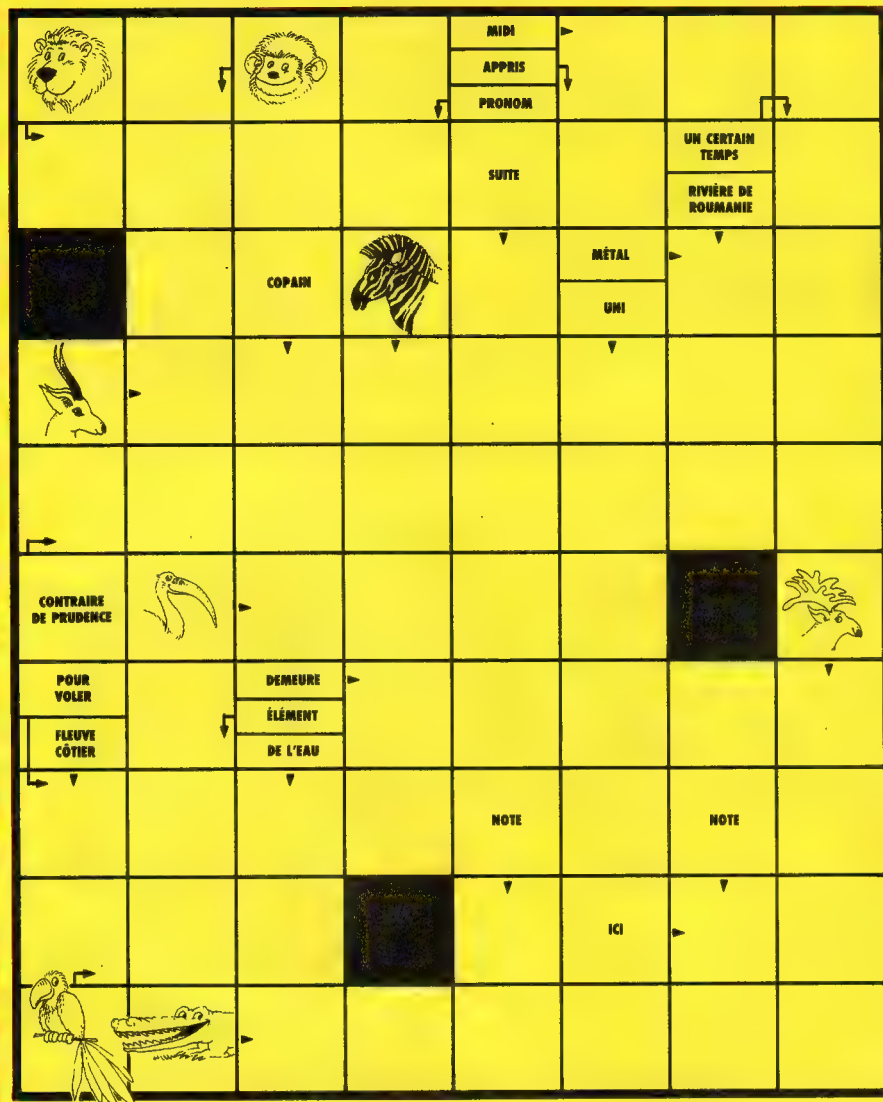 MIDI
APPRIS
PRONOM
SUITE
UN CERTAIN
TEMPS
RIVIÈRE DE
ROUMANIE
COPAIN
MÉTAL
UNI
CONTRAIRE
DE PRUDENCE
POUR
VOLER
FLEUVE
CÔTIER
DEMEURE
ÉLÉMENT
DE L'EAU
NOTE
NOTE
ICI